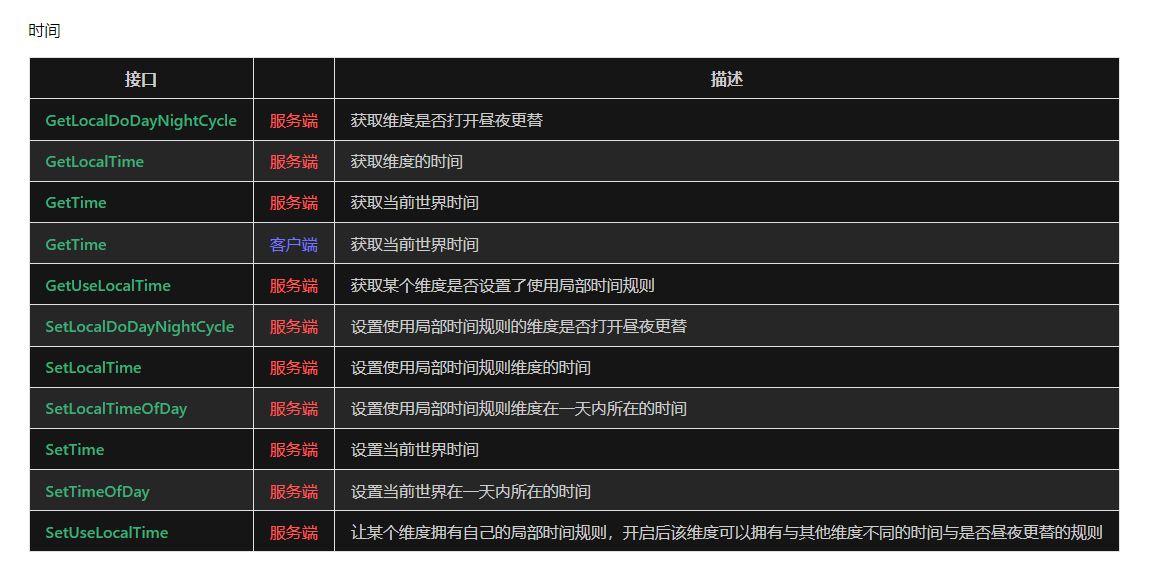 时间
接口 描述
GetLocalDoDayNightCycle 服务端 获取维度是否打开昼夜更替
GetLocalTime 服务端 获取维度的时间
GetTime 服务端 获取当前世界时间
GetTime 客户端 获取当前世界时间
GetUseLocalTime 服务端 获取某个维度是否设置了使用局部时间规则
SetLocalDoDayNightCycle 服务端 设置使用局部时间规则的维度是否打开昼夜更替
SetLocalTime 服务端 设置使用局部时间规则维度的时间
SetLocalTimeOfDay 服务端 设置使用局部时间规则维度在一天内所在的时间
SetTime 服务端 设置当前世界时间
SetTimeOfDay 服务端 设置当前世界在一天内所在的时间
SetUseLocalTime 服务端 让某个维度拥有自己的局部时间规则，开启后该维度可以拥有与其他维度不同的时间与是否昼夜更替的规则